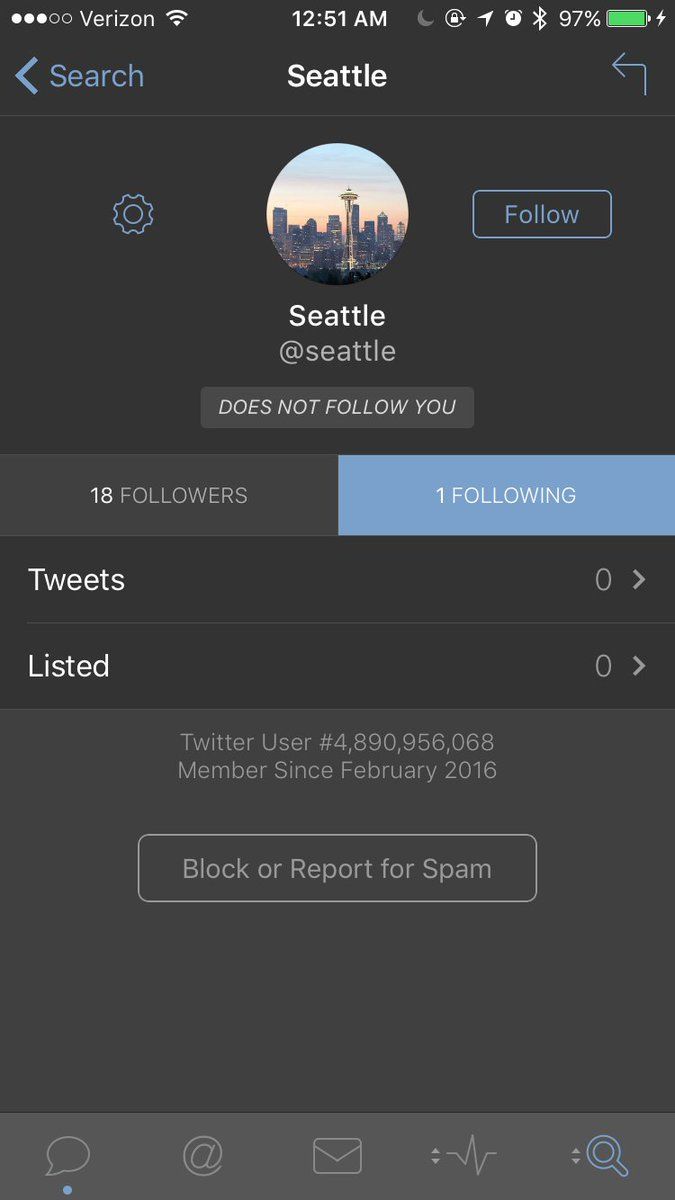 Verizon 12:51 AM 97%
Search Seattle
Follow
Seattle
@seattle
DOES NOT FOLLOW YOU
18 FOLLOWERS 1 FOLLOWING
Tweets 0
Listed 0
Twitter User #4,890,956,068
Member Since February 2016
Block or Report for Spam
@